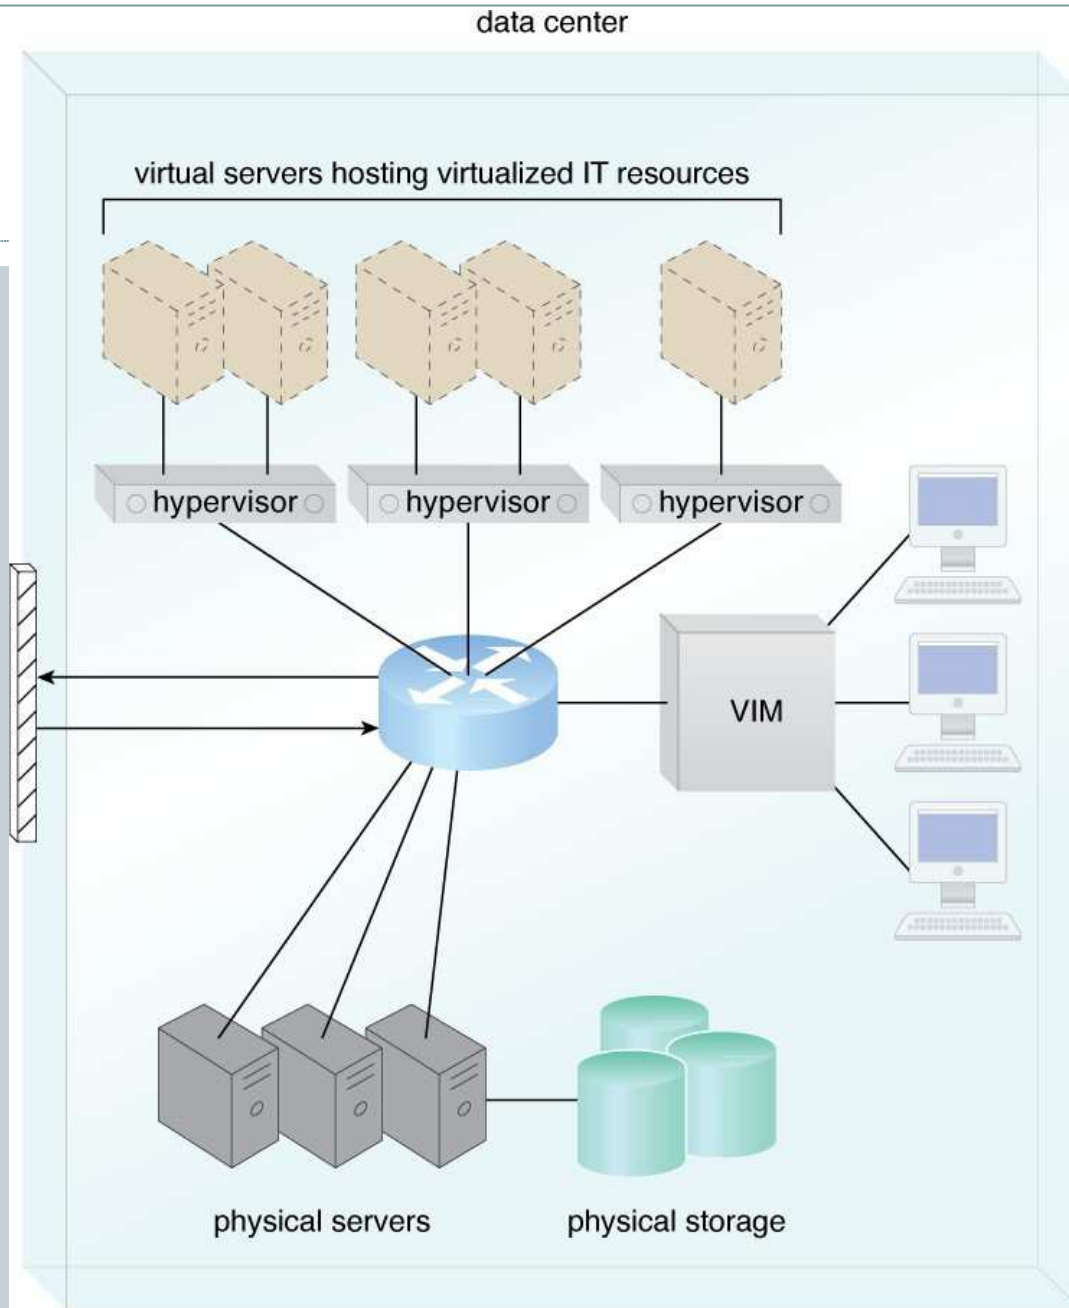 data center
virtual servers hosting virtualized IT resources
hypervisor
hypervisor
hypervisor
VIM
physical servers
physical storage